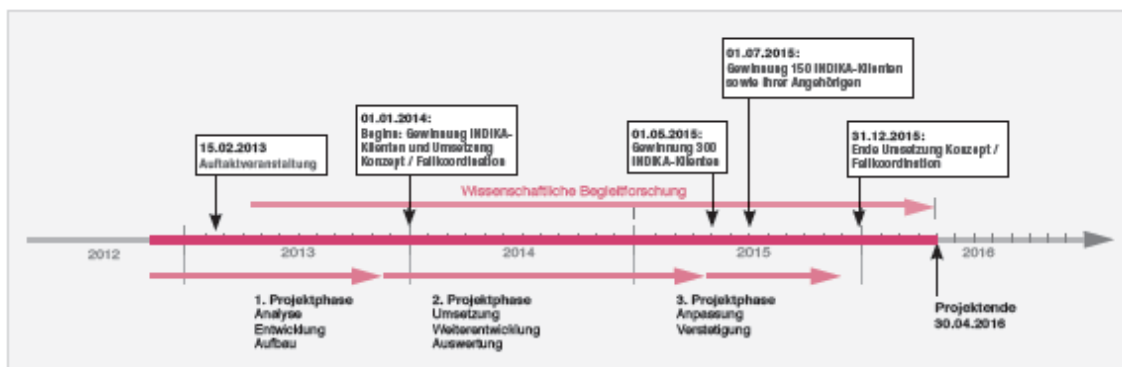 01.07.2015:
Gewinnung 150 INDIKA-Klienten
sowie ihrer Angehörigen
01.01.2014:
Beginn: Gewinnung INDIKA-
Klienten und Umsetzung
Konzept / Fallkoordination
15.02.2013
Auftaktveranstaltung
01.05.2015:
Gewinnung 300
INDIKA-Klienten
31.12.2015:
Ende Umsetzung Konzept /
Fallkoordination
Wissenschaftliche Begleitforschung
2012
2013
2014
2015
2016
1. Projektphase
Analyse
Entwicklung
Aufbau
2. Projektphase
Umsetzung
Weiterentwicklung
Auswertung
3. Projektphase
Anpassung
Verstetigung
Projektende
30.04.2016